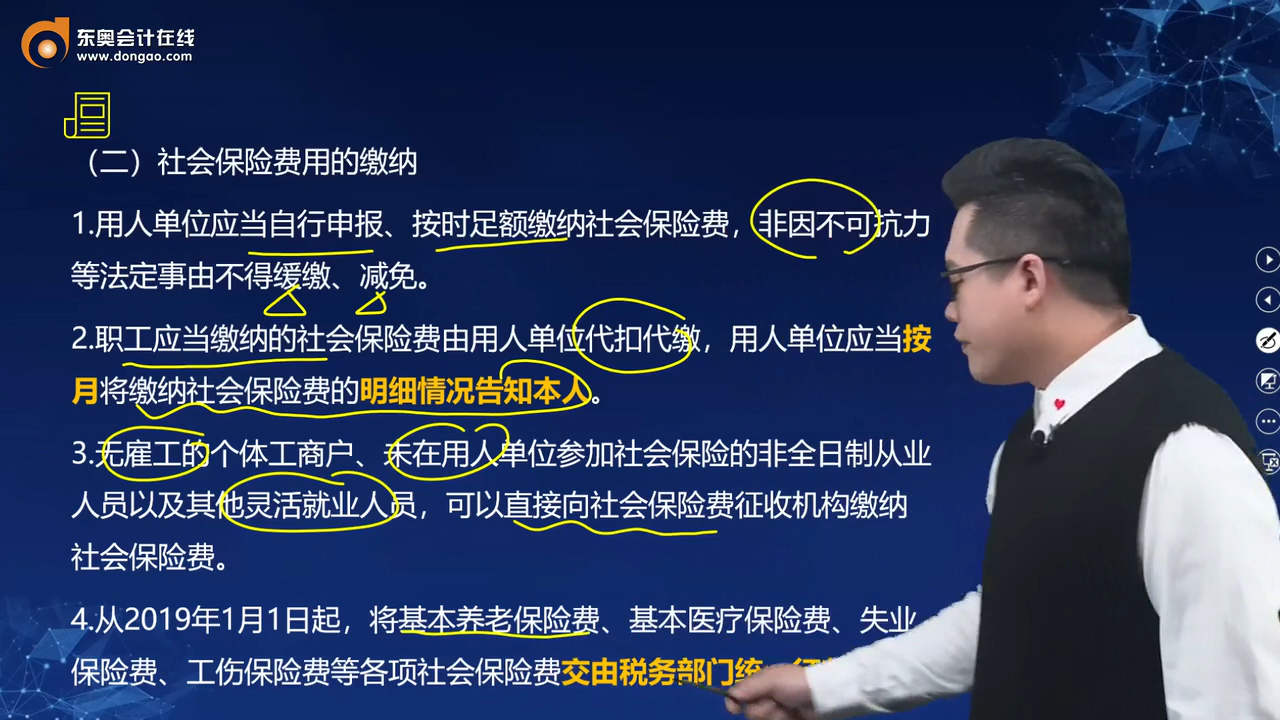 东奥会计在线
www.dongao.com
（二）社会保险费用的缴纳
1.用人单位应当自行申报、按时足额缴纳社会保险费，非因不可抗力
等法定事由不得缓缴、减免。
2.职工应当缴纳的社会保险费由用人单位代扣代缴，用人单位应当按
月将缴纳社会保险费的明细情况告知本人。
3.无雇工的个体工商户、未在用人单位参加社会保险的非全日制从业
人员以及其他灵活就业人员，可以直接向社会保险费征收机构缴纳
社会保险费。
4.从2019年1月1日起，将基本养老保险费、基本医疗保险费、失业
保险费、工伤保险费等各项社会保险费交由税务部门统